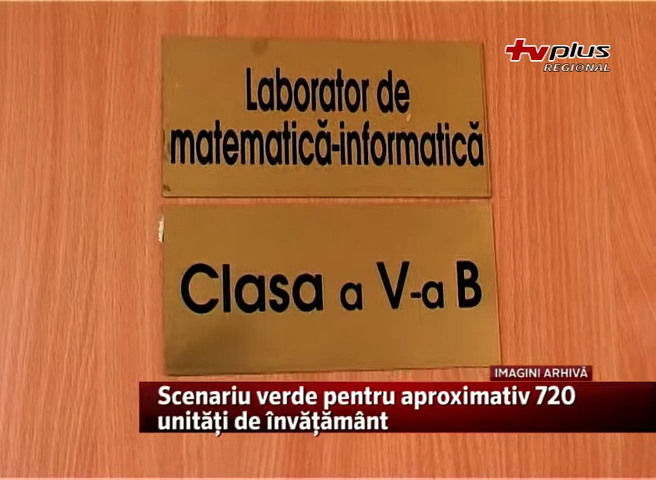 tvplus
REGIONAL
Laborator de
matematică-informatică
Clasa a V-a B
IMAGINI ARHIVĂ
Scenariu verde pentru aproximativ 720
unități de învățământ